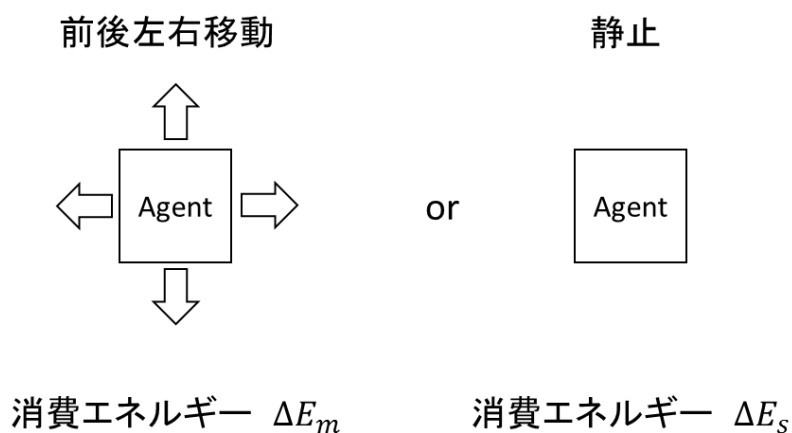 前後左右移動
静止
Agent
or
Agent
消費エネルギー ΔE_m
消費エネルギー ΔE_s